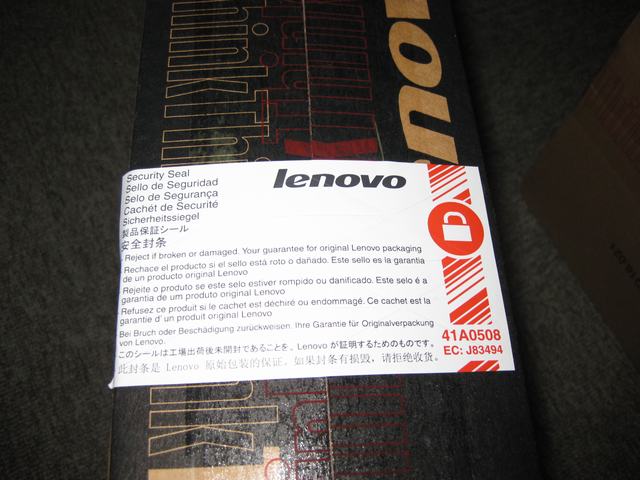 hinkThi
lenovo
Security Seal
Sello de Seguridad
Selo de Segurança
Cachét de Securité
Sicherheitssiegel
製品保証シール
安全封条
lenovo
Reject if broken or damaged. Your guarantee for original Lenovo packaging
Rechace el producto si el sello está roto o dañado. Este sello es la garantia
de un producto original Lenovo
Rejeite o produto se este selo estiver rompido ou danificado. Este selo é a
garantia de um produto original Lenovo
Refusez ce produit si le cachet est déchiré ou endommagé. Ce cachet est la
garantie d' un produit original Lenovo
Bei Bruch oder Beschädigung zurückweisen. Ihre Garantie für Originalverpackung
von Lenovo.
このシールは工場出荷後未開封であることを、Lenovo が証明するためのものです。
此封条是 Lenovo 原始包装的保证。如果封条有损毁，请拒绝收货。
41A0508
EC: J83494